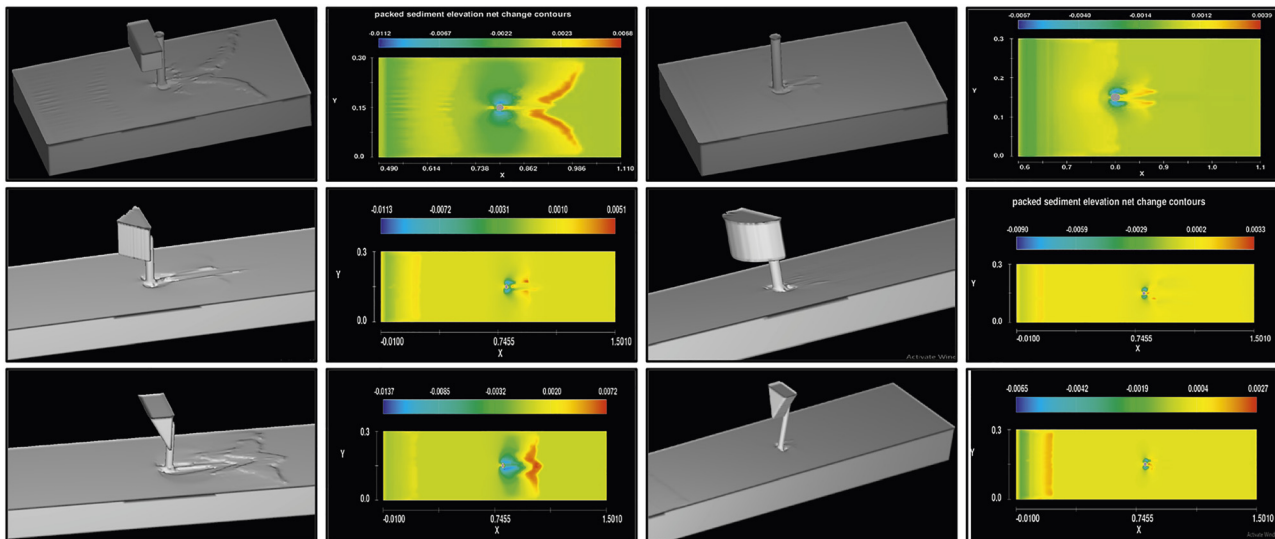 packed sediment elevation net change contours
-0.0112 -0.0067 -0.0022 0.0023 0.0068
0.30
Y 0.15
0.0
0.490 0.614 0.738 0.862 0.986 1.110
X
-0.0057 -0.0040 -0.0014 0.0012 0.0039
0.3
Y 0.2
0.1
0.0
0.6 0.7 0.8 0.9 1.0 1.1
X
-0.0113 -0.0072 -0.0031 0.0010 0.0051
0.3
Y
0.0
-0.0100 0.7455 1.5010
X
Activate Wind
packed sediment elevation net change contours
-0.0090 -0.0059 -0.0029 0.0002 0.0033
0.3
Y
0.0
-0.0100 0.7455 1.5010
X
-0.0137 -0.0085 -0.0032 0.0020 0.0072
0.3
Y
0.0
-0.0100 0.7455 1.5010
X
-0.0065 -0.0042 -0.0019 0.0004 0.0027
0.3
Y
0.0
-0.0100 0.7455 1.5010
X
Activate Wind